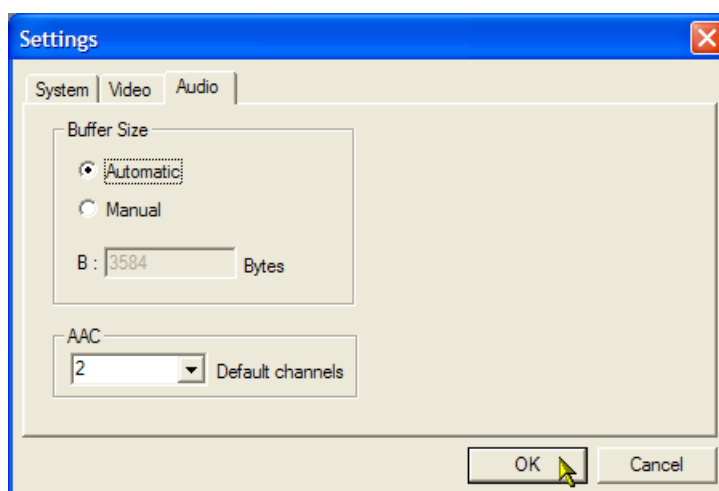 Settings
System Video Audio
Buffer Size
Automatic
Manual
B : 3584 Bytes
AAC
2 Default channels
OK Cancel